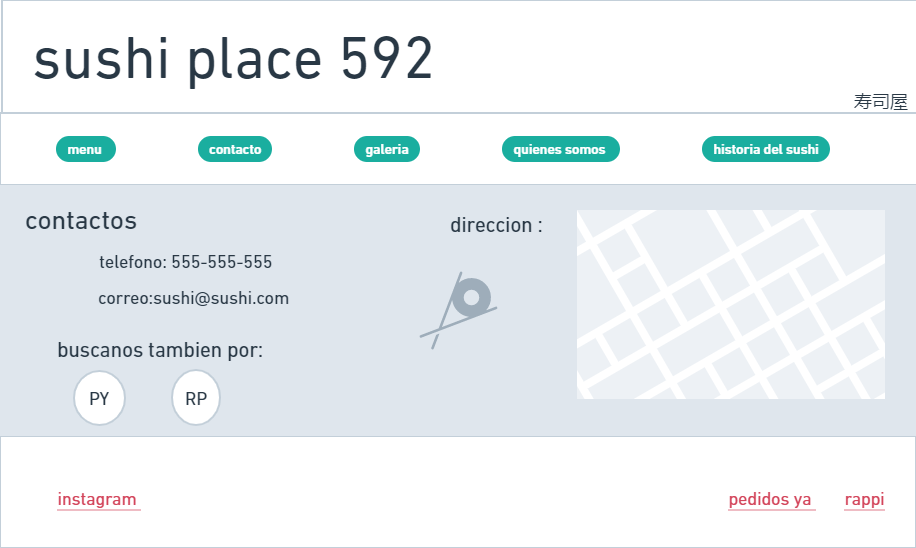 sushi place 592
寿司屋
menu
contacto
galeria
quienes somos
historia del sushi
contactos
direccion :
telefono: 555-555-555
correo:sushi@sushi.com
buscanos tambien por:
PY
RP
instagram
pedidos ya
rappi